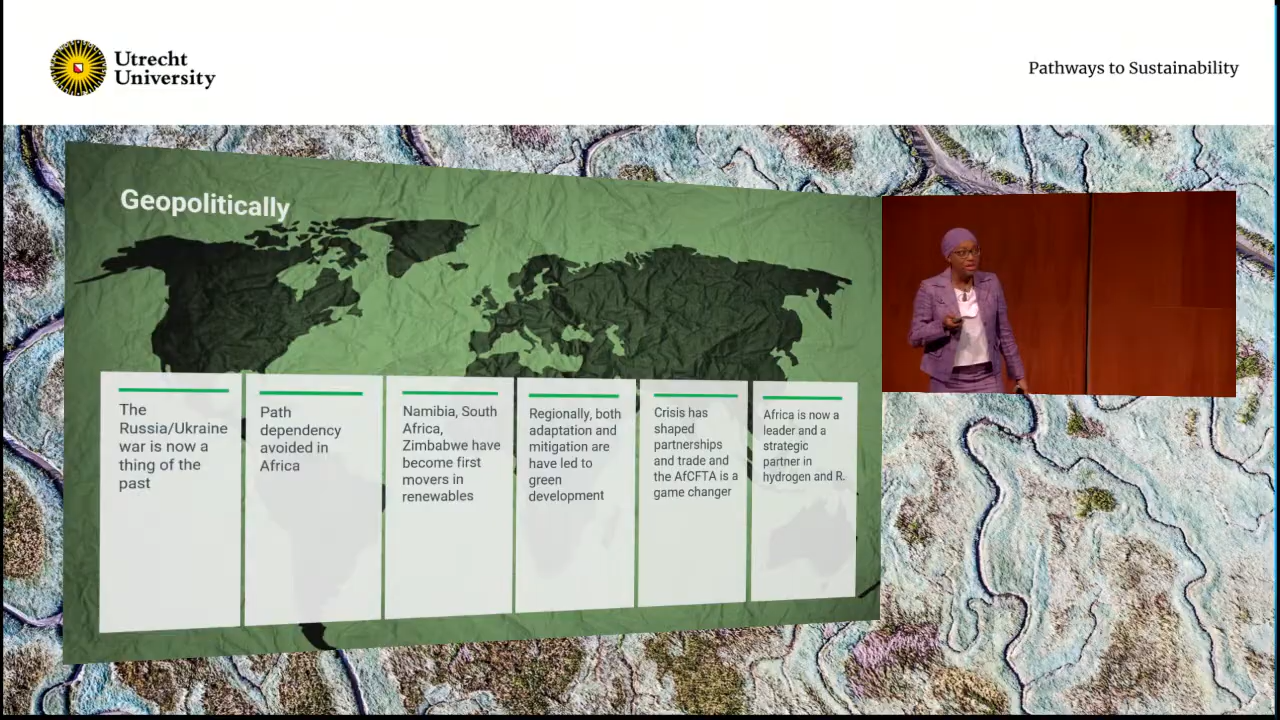 Utrecht
University
Pathways to Sustainability
Geopolitically
The
Russia/Ukraine
war is now a
thing of the
past
Path
dependency
avoided in
Africa
Namibia, South
Africa,
Zimbabwe have
become first
movers in
renewables
Regionally, both
adaptation and
mitigation are
have led to
green
development
Crisis has
shaped
partnerships
and trade and
the AfCFTA is a
game changer
Africa is now a
leader and a
strategic
partner in
hydrogen and R.